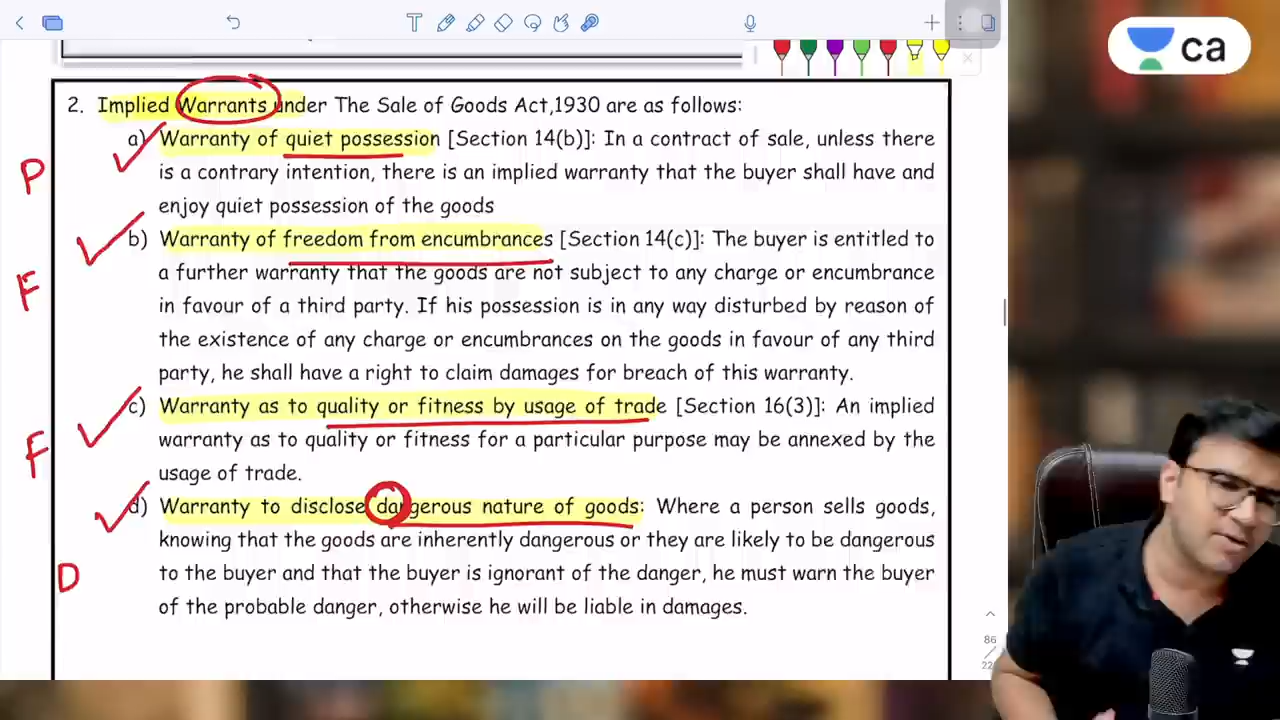 ca
2. Implied Warrants under The Sale of Goods Act,1930 are as follows:
a) Warranty of quiet possession [Section 14(b)]: In a contract of sale, unless there
P
is a contrary intention, there is an implied warranty that the buyer shall have and
enjoy quiet possession of the goods
b) Warranty of freedom from encumbrances [Section 14(c)]: The buyer is entitled to
F
a further warranty that the goods are not subject to any charge or encumbrance
in favour of a third party. If his possession is in any way disturbed by reason of
the existence of any charge or encumbrances on the goods in favour of any third
party, he shall have a right to claim damages for breach of this warranty.
c) Warranty as to quality or fitness by usage of trade [Section 16(3)]: An implied
F
warranty as to quality or fitness for a particular purpose may be annexed by the
usage of trade.
d) Warranty to disclose dangerous nature of goods: Where a person sells goods,
knowing that the goods are inherently dangerous or they are likely to be dangerous
D
to the buyer and that the buyer is ignorant of the danger, he must warn the buyer
of the probable danger, otherwise he will be liable in damages.
86